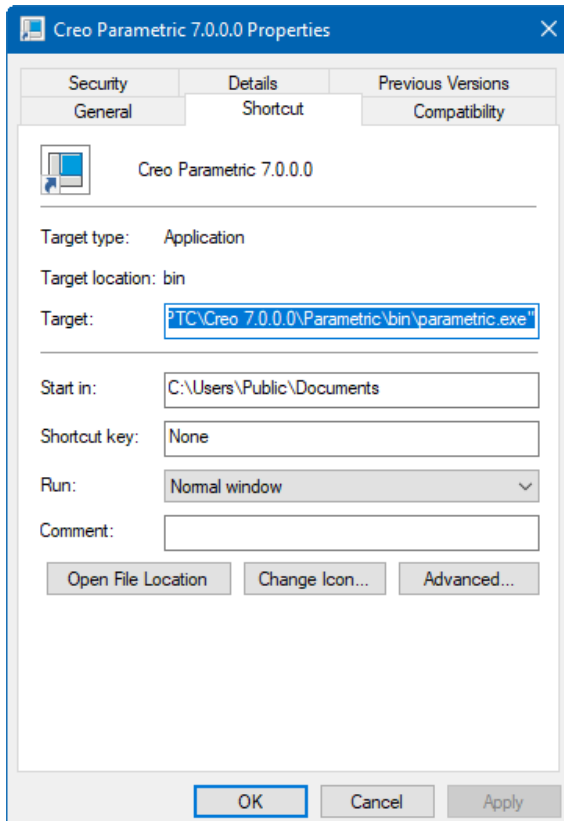 Creo Parametric 7.0.0.0 Properties
Security Details Previous Versions
General Shortcut Compatibility
Creo Parametric 7.0.0.0
Target type: Application
Target location: bin
Target: PTC\Creo 7.0.0.0\Parametric\bin\parametric.exe"
Start in: C:\Users\Public\Documents
Shortcut key: None
Run: Normal window
Comment:
Open File Location Change Icon... Advanced...
OK Cancel Apply